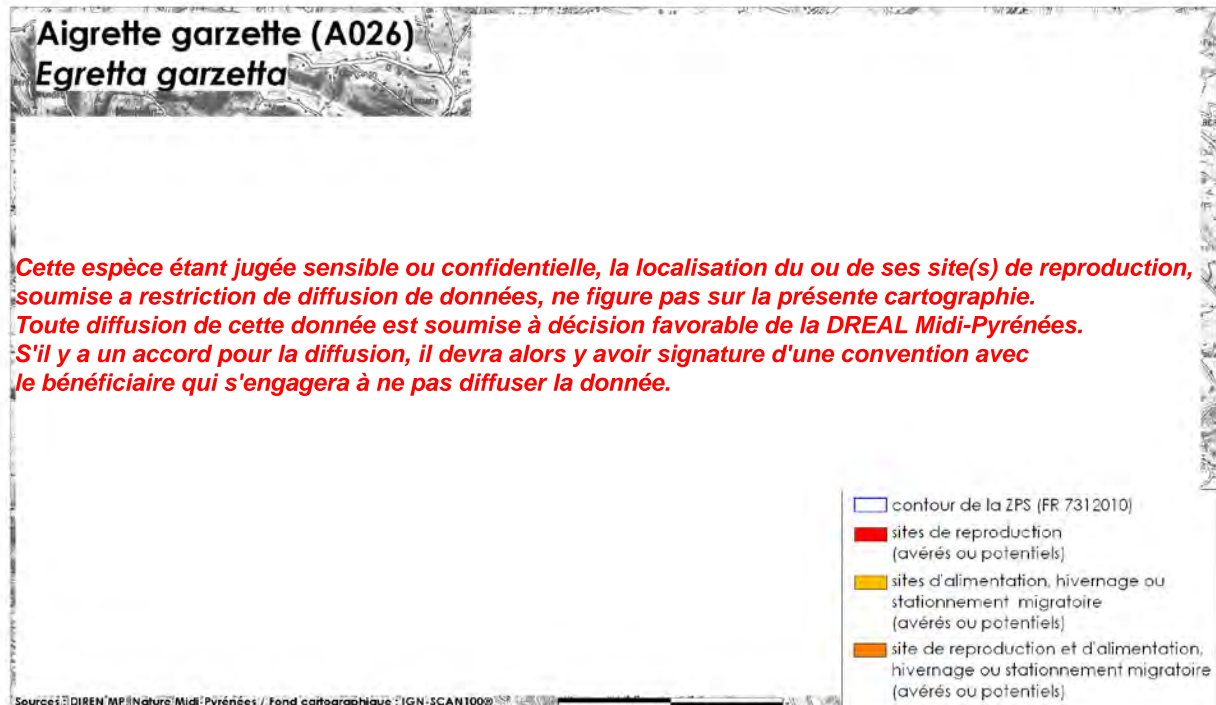 Aigrette garzette (A026)
Egretta garzetta
Cette espèce étant jugée sensible ou confidentielle, la localisation du ou de ses site(s) de reproduction,
soumise a restriction de diffusion de données, ne figure pas sur la présente cartographie.
Toute diffusion de cette donnée est soumise à décision favorable de la DREAL Midi-Pyrénées.
S'il y a un accord pour la diffusion, il devra alors y avoir signature d'une convention avec
le bénéficiaire qui s'engagera à ne pas diffuser la donnée.
contour de la ZPS (FR 7312010)
sites de reproduction
(avérés ou potentiels)
sites d'alimentation, hivernage ou
stationnement migratoire
(avérés ou potentiels)
site de reproduction et d'alimentation,
hivernage ou stationnement migratoire
(avérés ou potentiels)
Sources : DIREN MP, Nature Midi-Pyrénées / Fond cartographique : IGN-SCAN100®